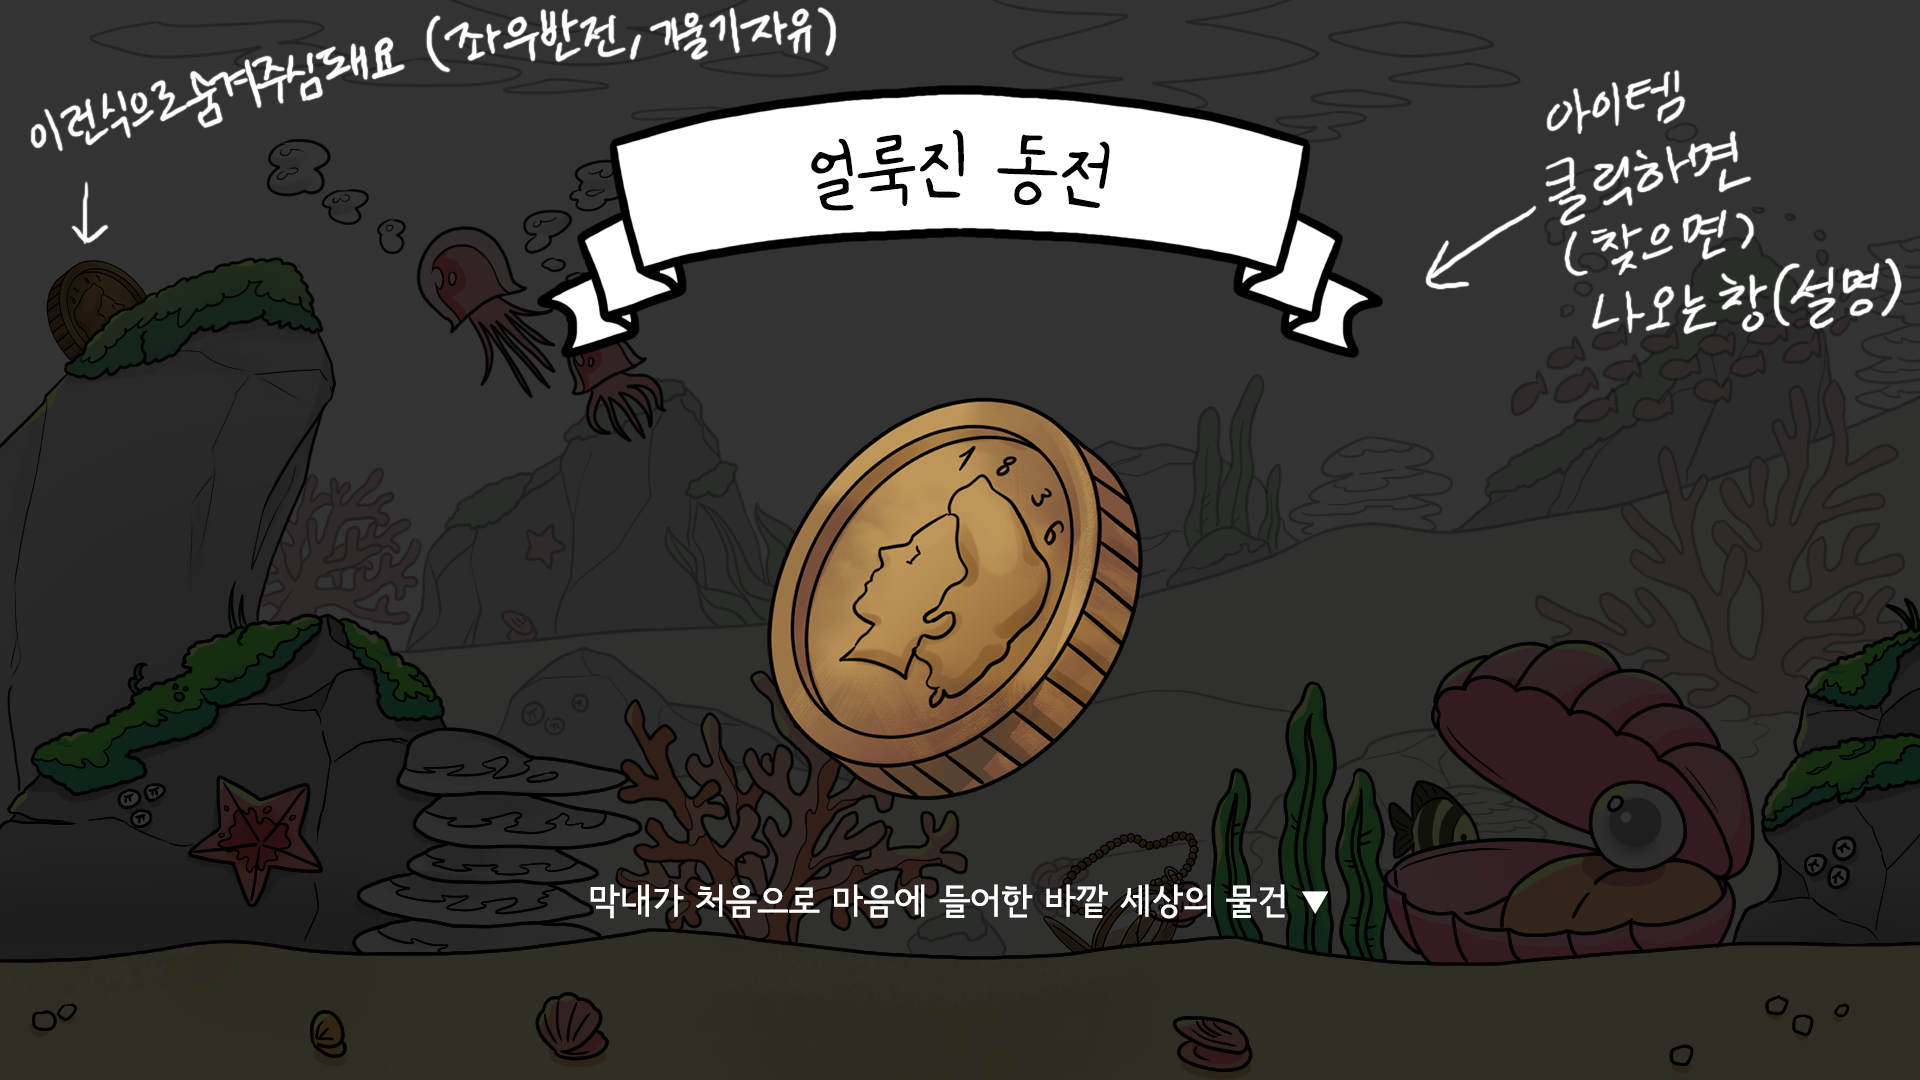 이런식으로 숨겨주심돼요 (좌우반전, 기울기자유)
얼룩진 동전
아이템
클릭하면
(찾으면)
나오는 창 (설명)
1836
막내가 처음으로 마음에 들어한 바깥 세상의 물건 ▼